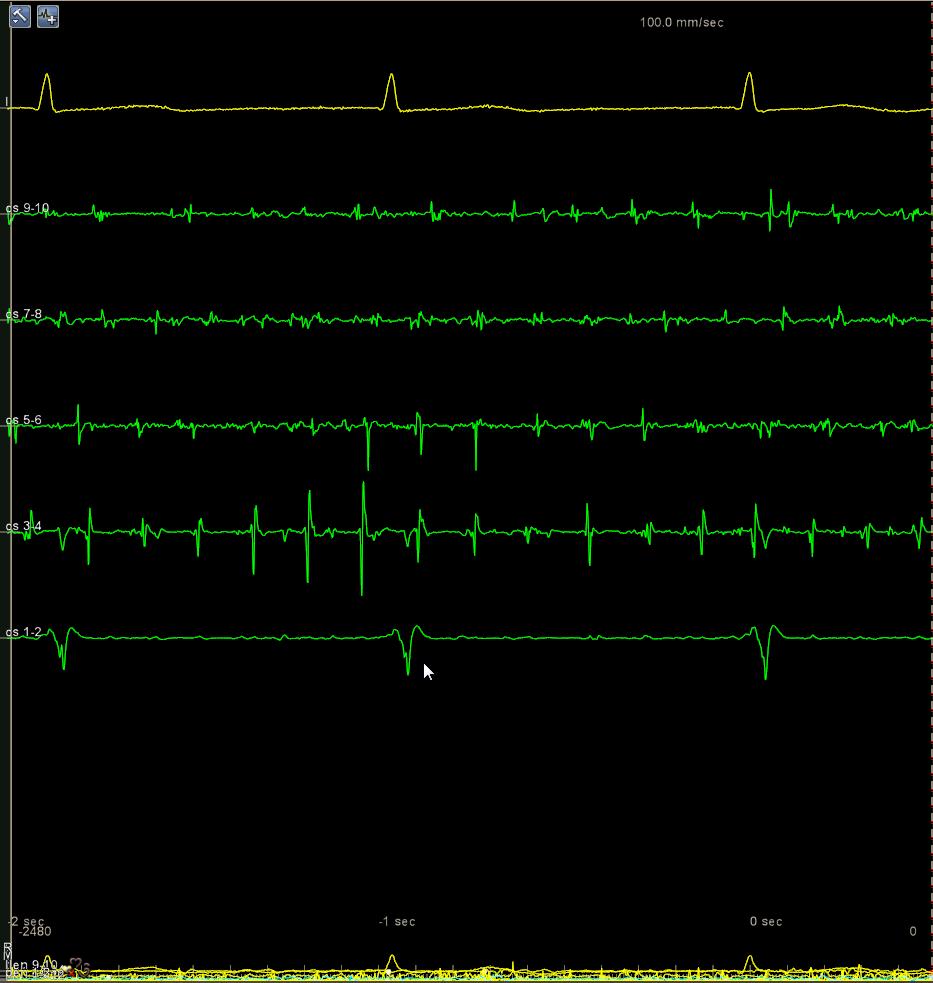 100.0 mm/sec
I
cs 9-10
cs 7-8
cs 5-6
cs 3-4
cs 1-2
-2 sec
-1 sec
0 sec
-2480
0